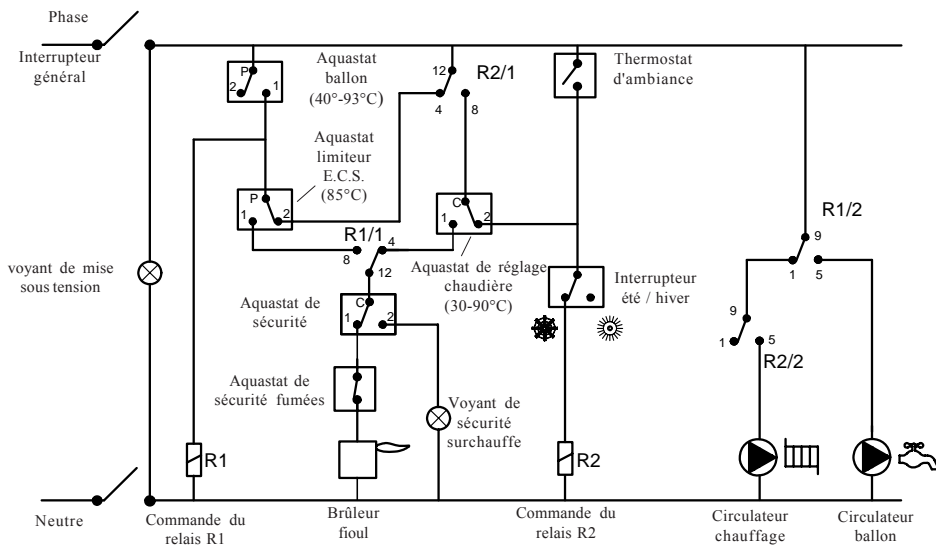 Phase
Interrupteur
général
Aquastat
ballon
(40°-93°C)
P
2
1
12
R2/1
4
8
Thermostat
d'ambiance
Aquastat
limiteur
E.C.S.
(85°C)
P
1
2
C
1
2
R1/1
8
4
12
Aquastat de réglage
chaudière
(30-90°C)
Interrupteur
été / hiver
R1/2
9
1
5
voyant de mise
sous tension
Aquastat de
sécurité
C
1
2
9
1
5
R2/2
Aquastat de
sécurité fumées
Voyant de
sécurité
surchauffe
R1
R2
Neutre
Commande du
relais R1
Brûleur
fioul
Commande du
relais R2
Circulateur
chauffage
Circulateur
ballon